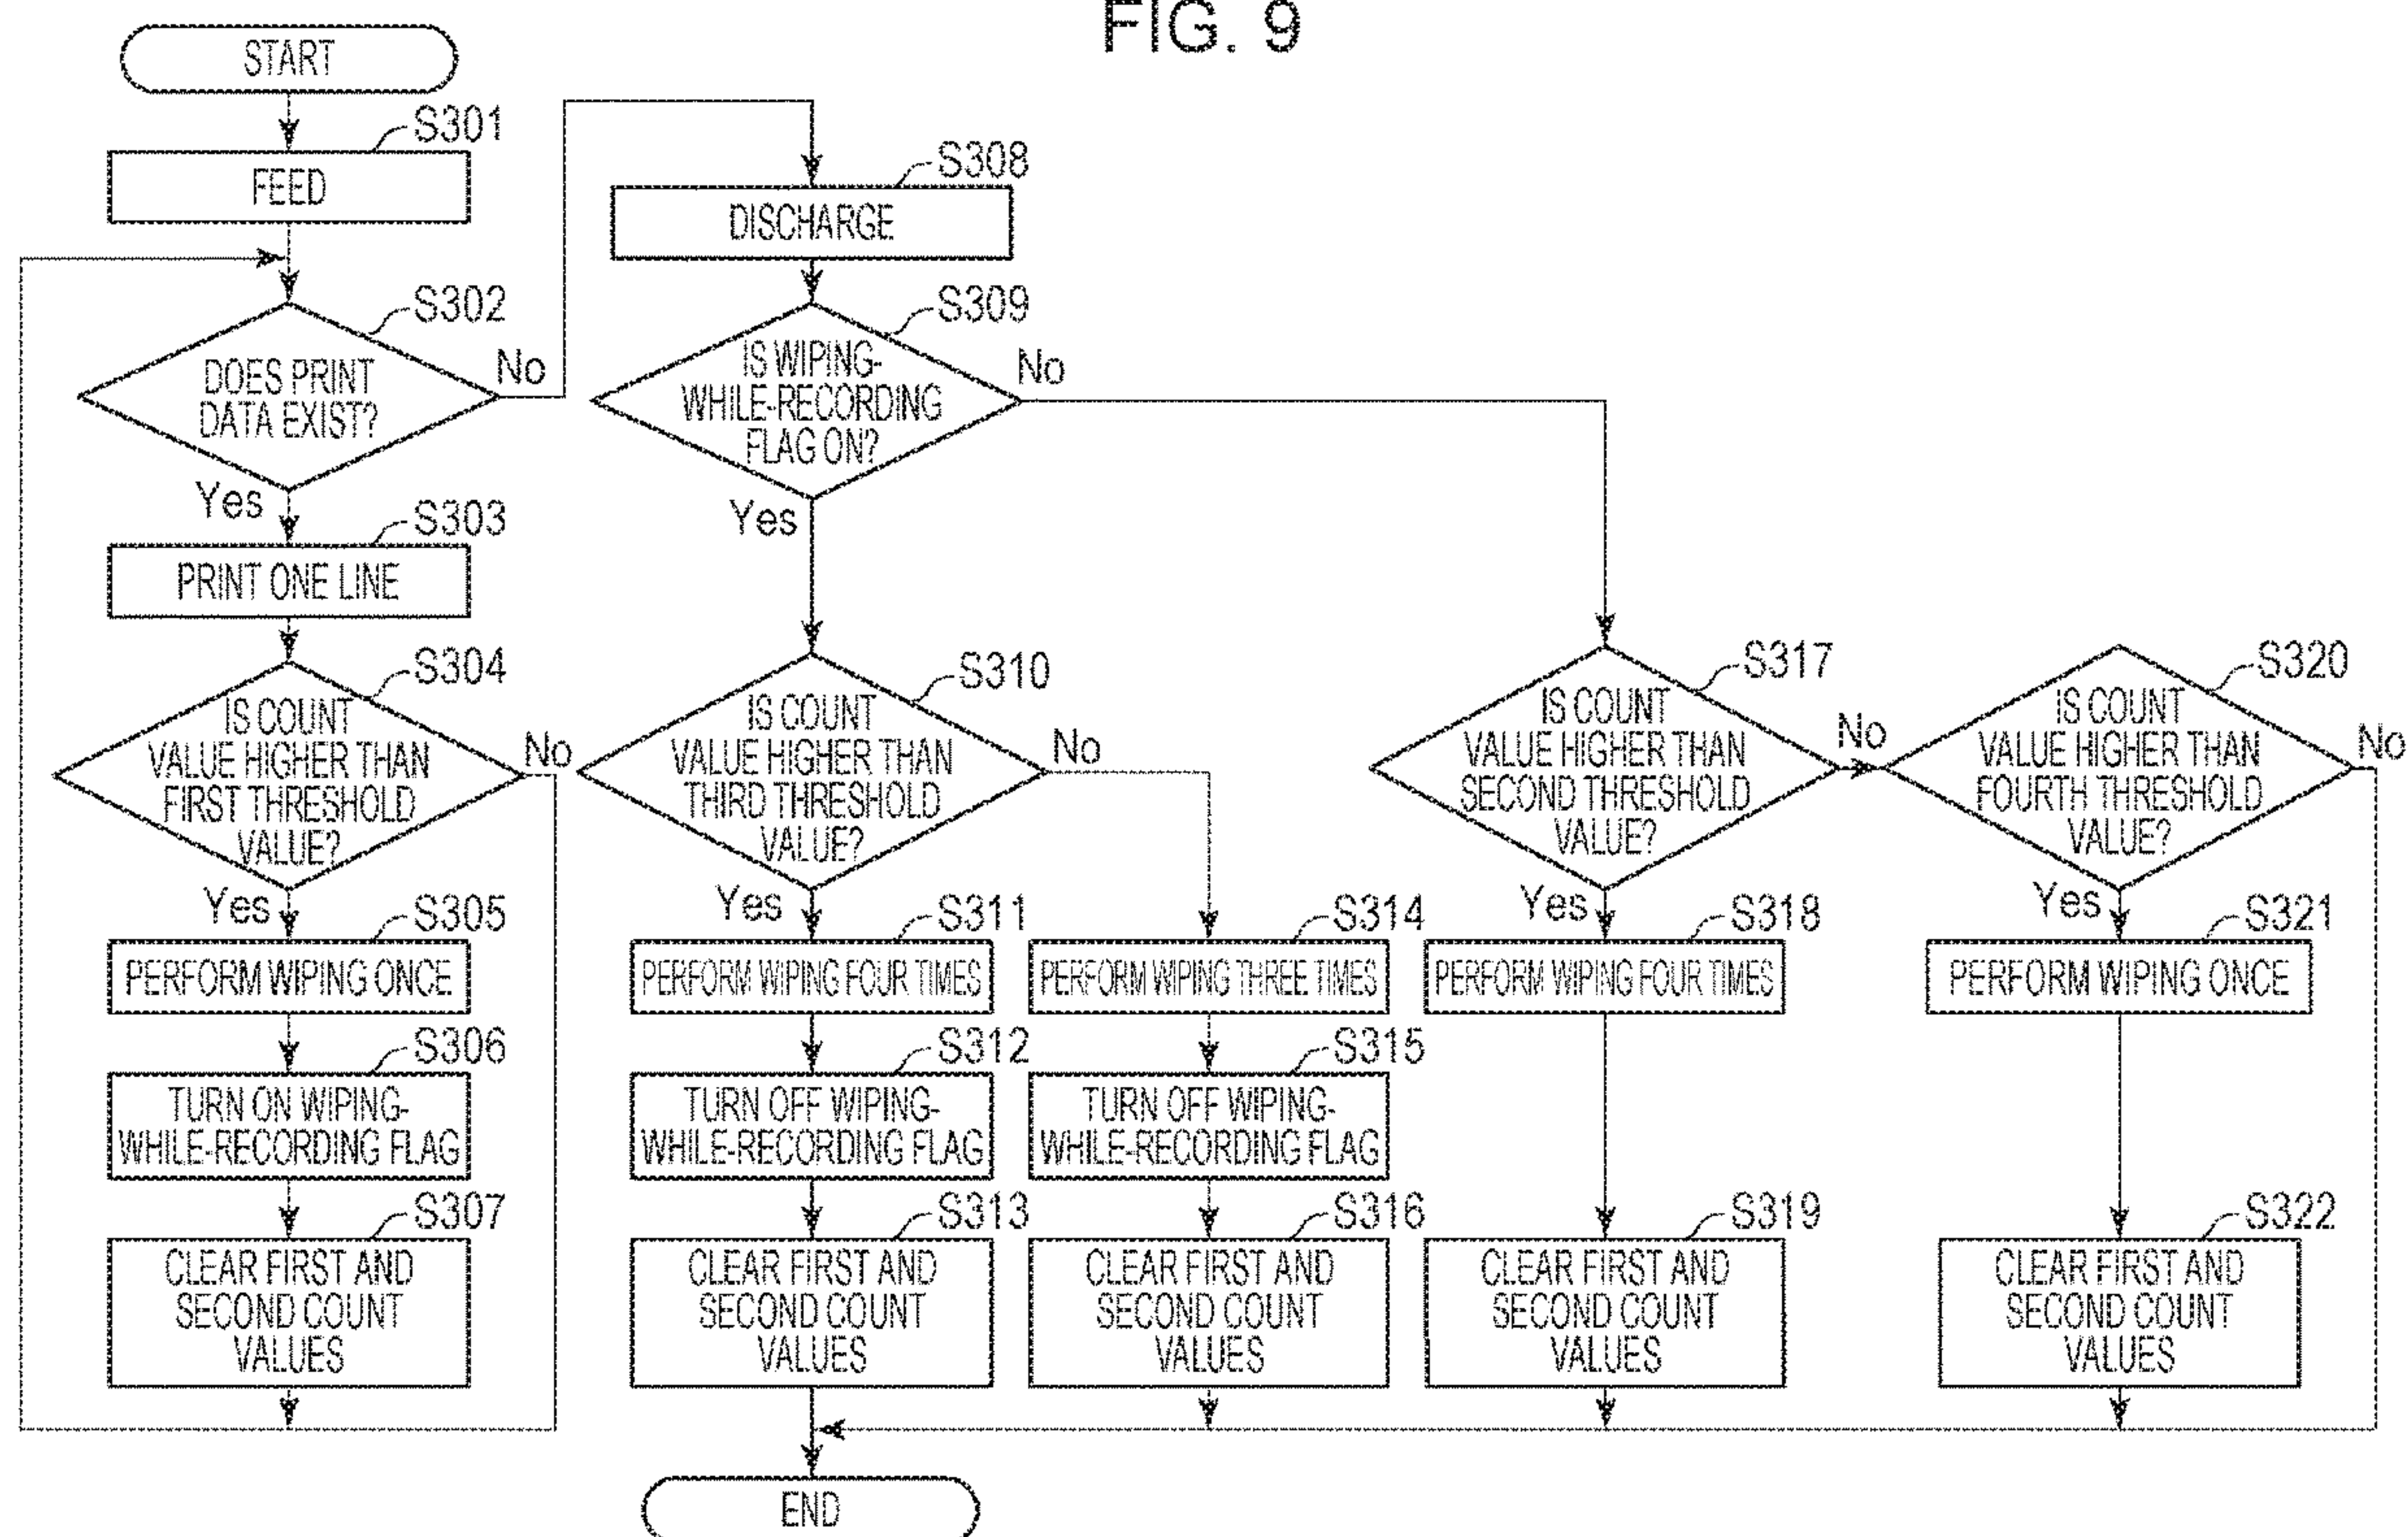 FIG. 9
START
S301
FEED
S302
DOES PRINT
DATA EXIST?
No
Yes
S303
PRINT ONE LINE
S304
IS COUNT
VALUE HIGHER THAN
FIRST THRESHOLD
VALUE?
No
Yes
S305
PERFORM WIPING ONCE
S306
TURN ON WIPING-
WHILE-RECORDING FLAG
S307
CLEAR FIRST AND
SECOND COUNT
VALUES
S308
DISCHARGE
S309
IS WIPING-
WHILE-RECORDING
FLAG ON?
No
Yes
S310
IS COUNT
VALUE HIGHER THAN
THIRD THRESHOLD
VALUE?
No
Yes
S311
PERFORM WIPING FOUR TIMES
S312
TURN OFF WIPING-
WHILE-RECORDING FLAG
S313
CLEAR FIRST AND
SECOND COUNT
VALUES
S314
PERFORM WIPING THREE TIMES
S315
TURN OFF WIPING-
WHILE-RECORDING FLAG
S316
CLEAR FIRST AND
SECOND COUNT
VALUES
S317
IS COUNT
VALUE HIGHER THAN
SECOND THRESHOLD
VALUE?
No
Yes
S318
PERFORM WIPING FOUR TIMES
S319
CLEAR FIRST AND
SECOND COUNT
VALUES
S320
IS COUNT
VALUE HIGHER THAN
FOURTH THRESHOLD
VALUE?
No
Yes
S321
PERFORM WIPING ONCE
S322
CLEAR FIRST AND
SECOND COUNT
VALUES
END